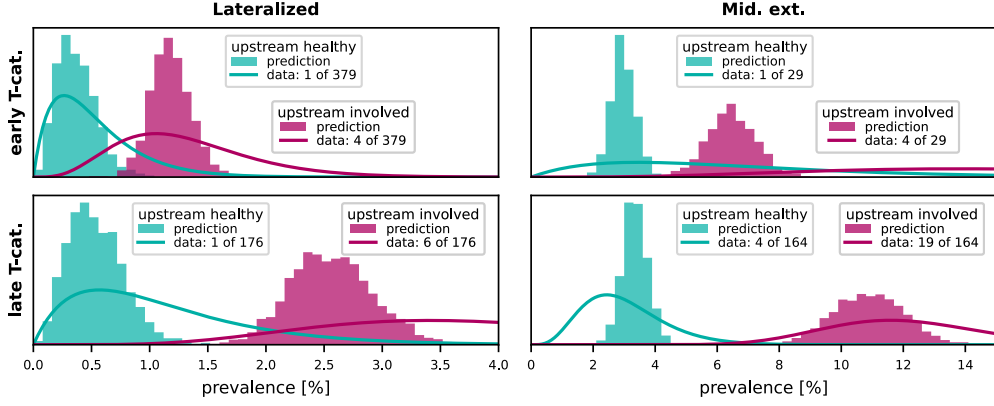 Lateralized
Mid. ext.
early T-cat.
upstream healthy
prediction
data: 1 of 379
upstream involved
prediction
data: 4 of 379
upstream healthy
prediction
data: 1 of 29
upstream involved
prediction
data: 4 of 29
late T-cat.
upstream healthy
prediction
data: 1 of 176
upstream involved
prediction
data: 6 of 176
upstream healthy
prediction
data: 4 of 164
upstream involved
prediction
data: 19 of 164
0.0 0.5 1.0 1.5 2.0 2.5 3.0 3.5 4.0
0 2 4 6 8 10 12 14
prevalence [%]
prevalence [%]